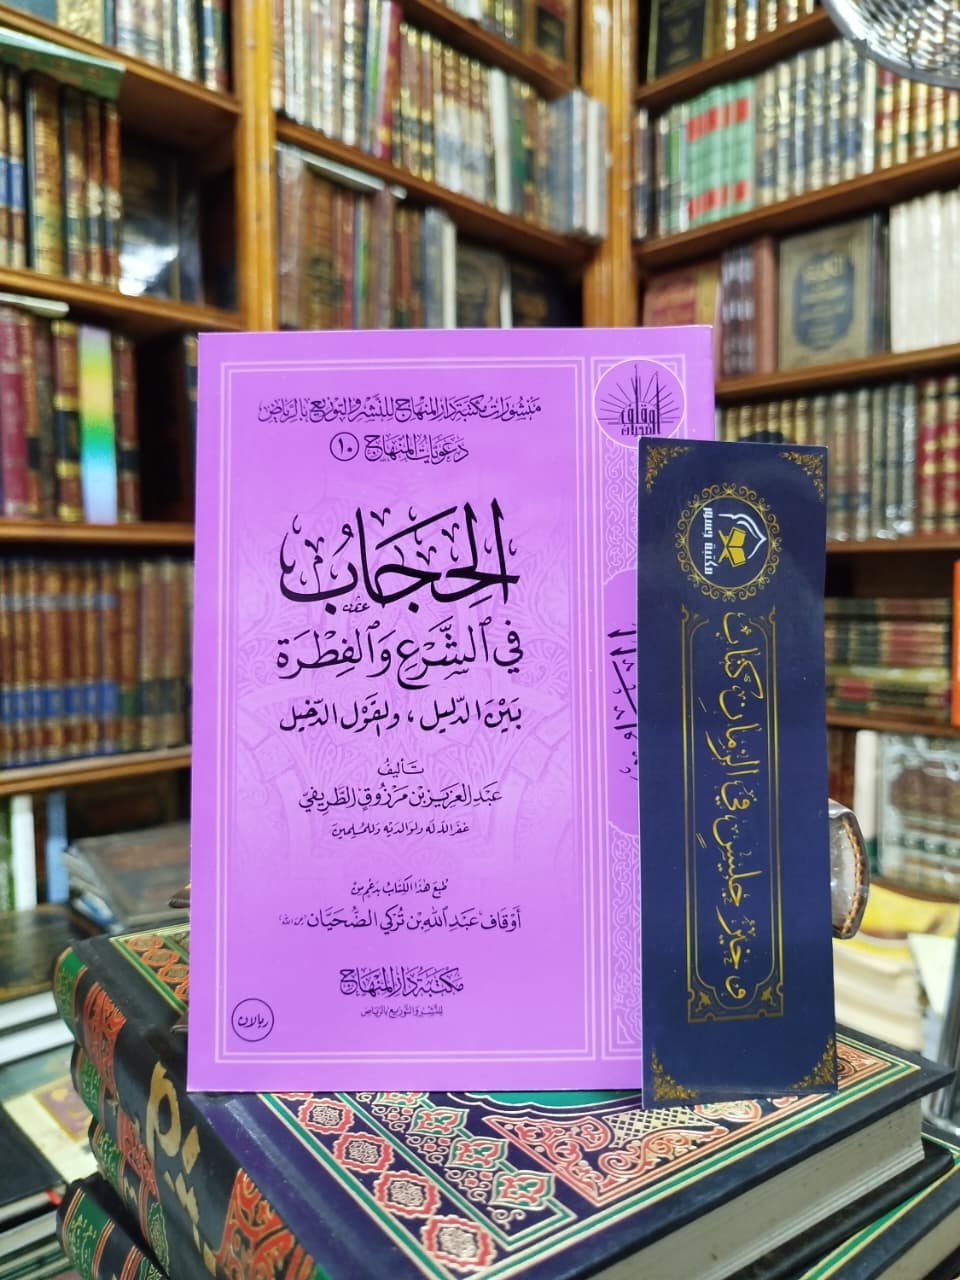 منشورات مكتبة دار المنهاج للنشر والتوزيع بالرياض
دعويات المنهاج ١٠
الحجاب
في الشرع والفطرة
بين الدليل، والقول الدخيل
تأليف
عبد العزيز بن مرزوق الطريفي
غفر الله له ولوالديه وللمسلمين
طبع هذا الكتاب بدعم من
أوقاف عبد الله بن تركي الضحيان
مكتبة دار المنهاج
للنشر والتوزيع بالرياض
ريالان
أوقاف
الضحيان
وخير جليس في الزمان كتاب